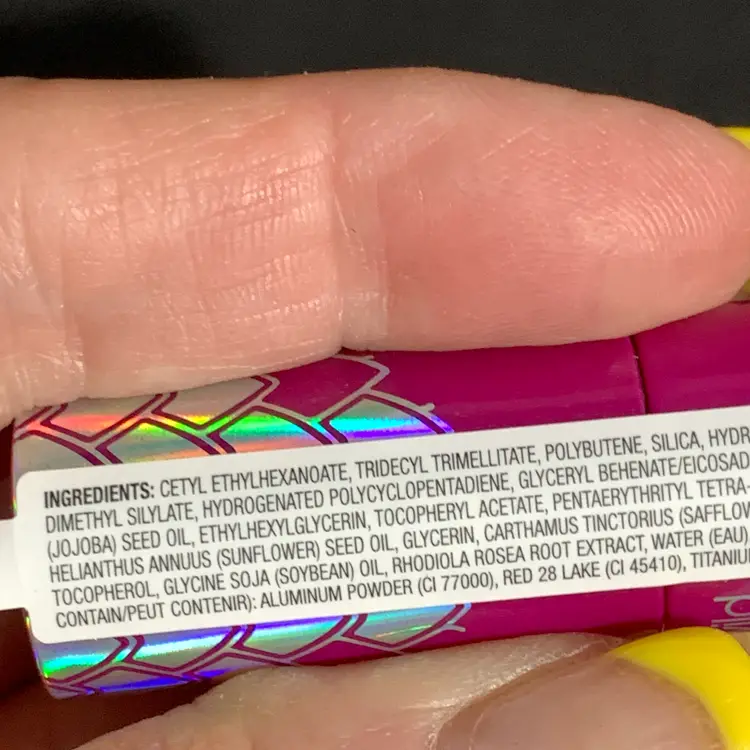 INGREDIENTS: CETYL ETHYLHEXANOATE, TRIDECYL TRIMELLITATE, POLYBUTENE, SILICA, HYDR
DIMETHYL SILYLATE, HYDROGENATED POLYCYCLOPENTADIENE, GLYCERYL BEHENATE/EICOSAD
(JOJOBA) SEED OIL, ETHYLHEXYLGLYCERIN, TOCOPHERYL ACETATE, PENTAERYTHRITYL TETRA-
HELIANTHUS ANNUUS (SUNFLOWER) SEED OIL, GLYCERIN, CARTHAMUS TINCTORIUS (SAFFLOW
TOCOPHEROL, GLYCINE SOJA (SOYBEAN) OIL, RHODIOLA ROSEA ROOT EXTRACT, WATER (EAU)
CONTAIN/PEUT CONTENIR): ALUMINUM POWDER (CI 77000), RED 28 LAKE (CI 45410), TITANIU